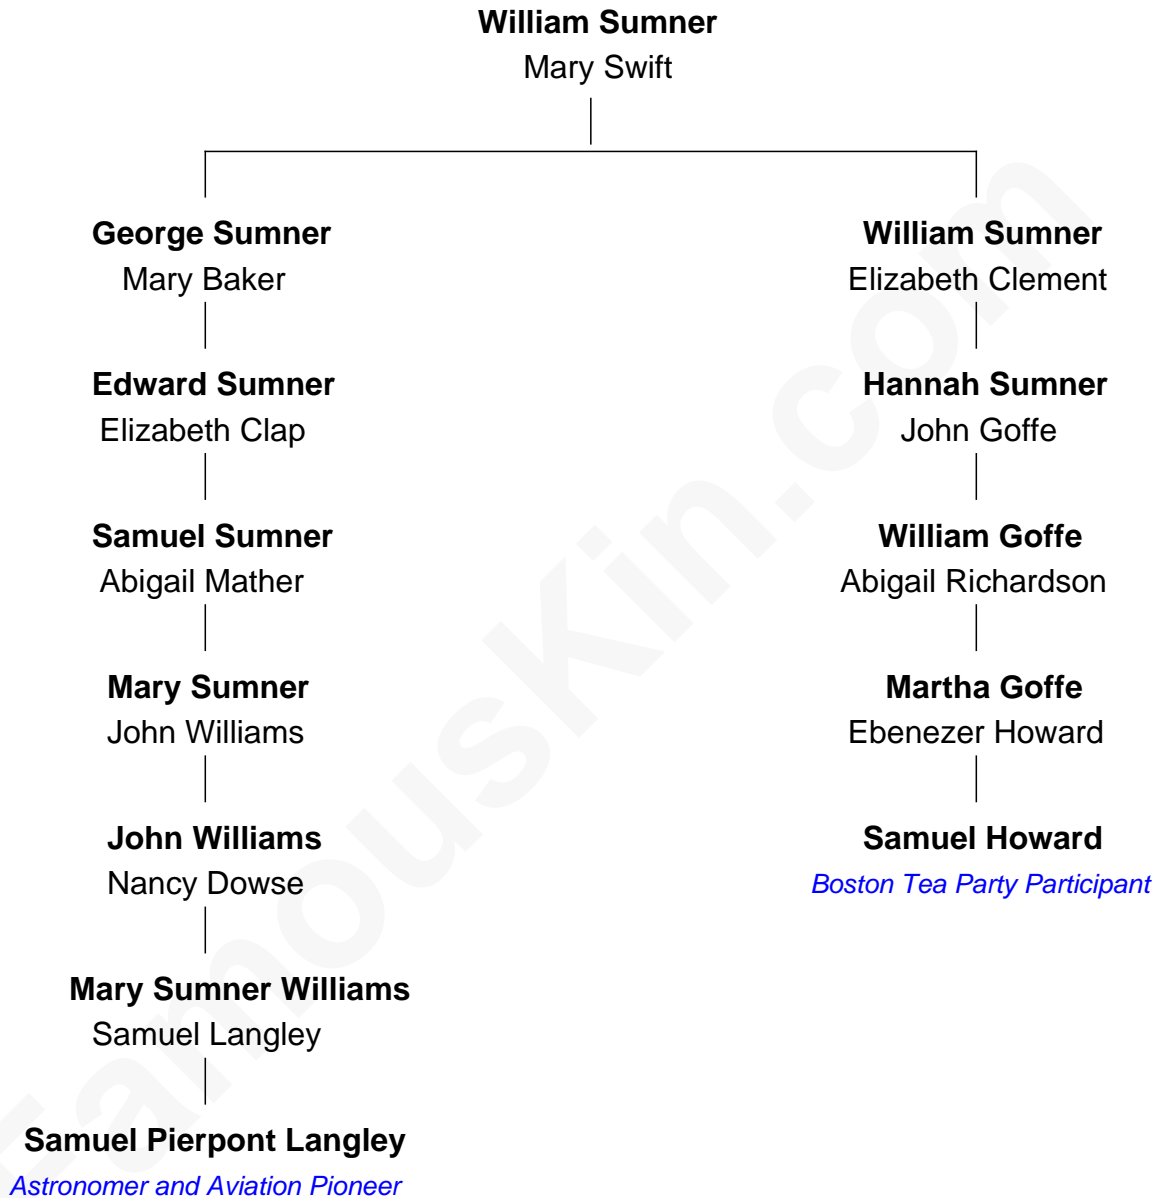 William Sumner
Mary Swift
George Sumner
Mary Baker
William Sumner
Elizabeth Clement
Edward Sumner
Elizabeth Clap
Hannah Sumner
John Goffe
Samuel Sumner
Abigail Mather
William Goffe
Abigail Richardson
Mary Sumner
John Williams
Martha Goffe
Ebenezer Howard
John Williams
Nancy Dowse
Samuel Howard
Boston Tea Party Participant
Mary Sumner Williams
Samuel Langley
Samuel Pierpont Langley
Astronomer and Aviation Pioneer
FamousKin.com